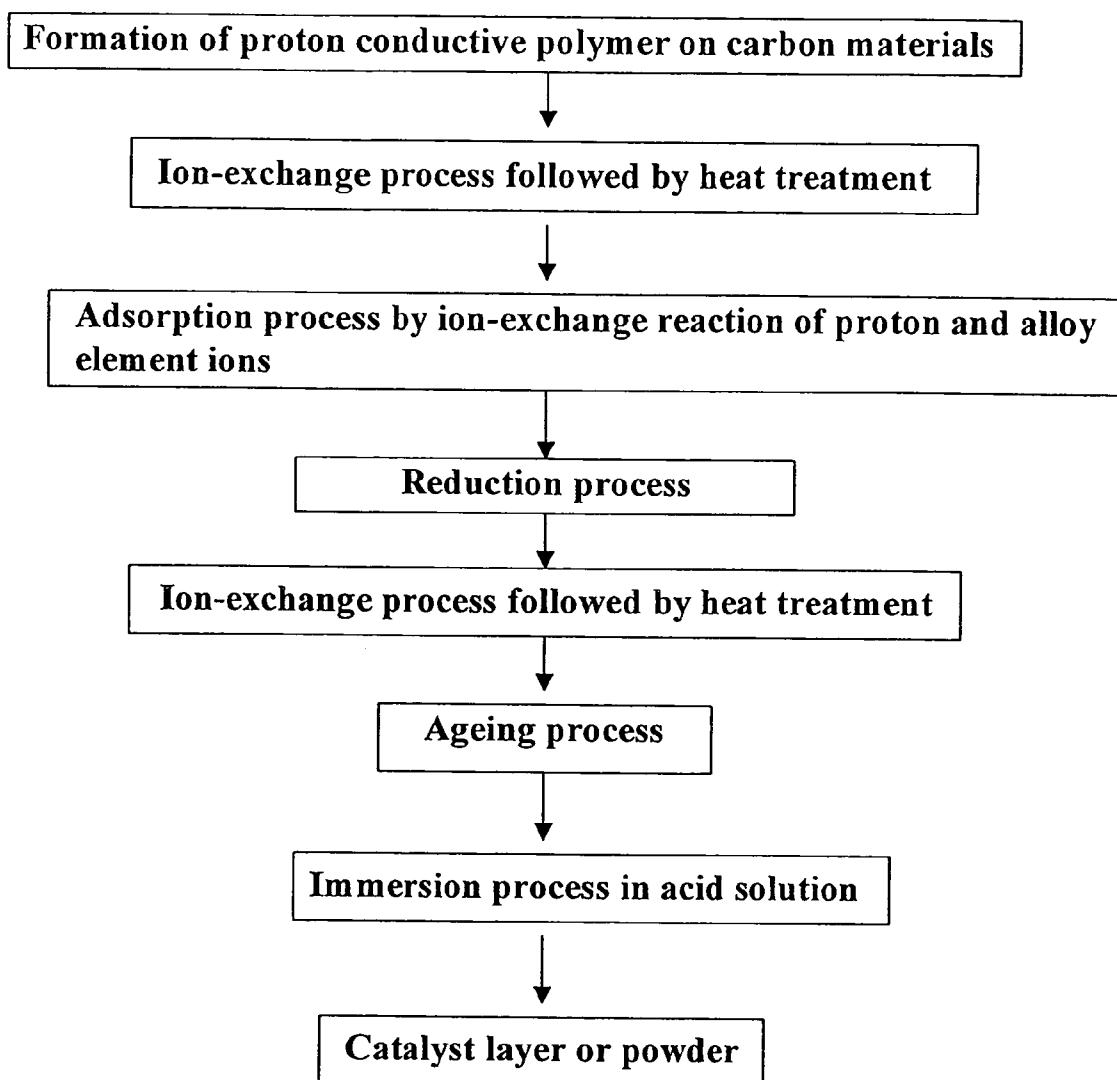 Formation of proton conductive polymer on carbon materials
Ion-exchange process followed by heat treatment
Adsorption process by ion-exchange reaction of proton and alloy
element ions
Reduction process
Ion-exchange process followed by heat treatment
Ageing process
Immersion process in acid solution
Catalyst layer or powder